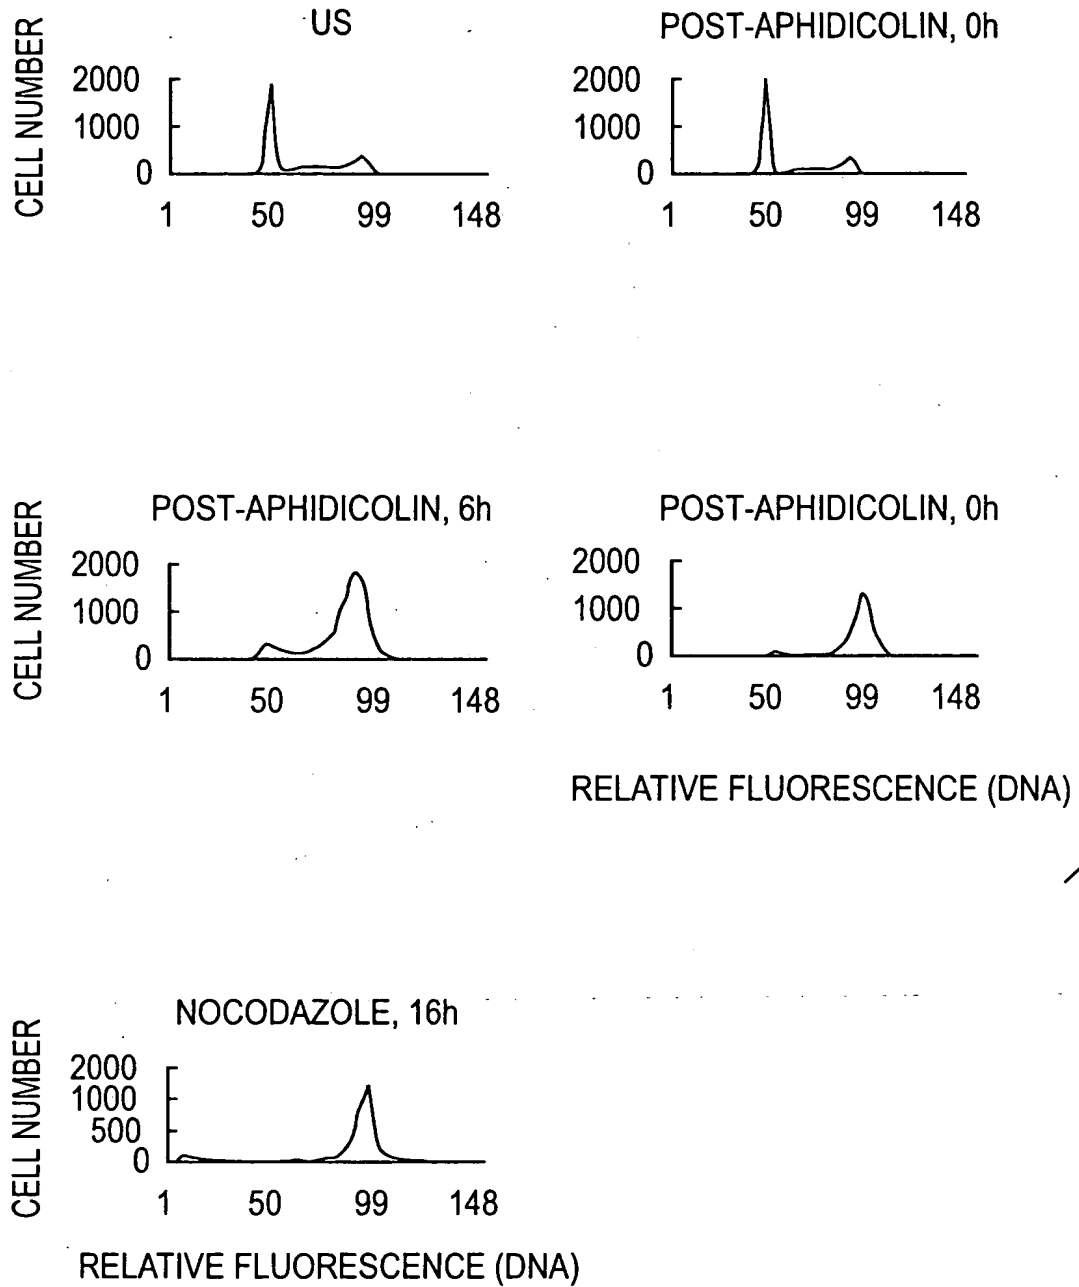 US
CELL NUMBER
2000
1000
0
1 50 99 148
POST-APHIDICOLIN, 0h
2000
1000
0
1 50 99 148
POST-APHIDICOLIN, 6h
CELL NUMBER
2000
1000
0
1 50 99 148
POST-APHIDICOLIN, 0h
2000
1000
0
1 50 99 148
RELATIVE FLUORESCENCE (DNA)
NOCODAZOLE, 16h
CELL NUMBER
2000
1000
500
0
1 50 99 148
RELATIVE FLUORESCENCE (DNA)